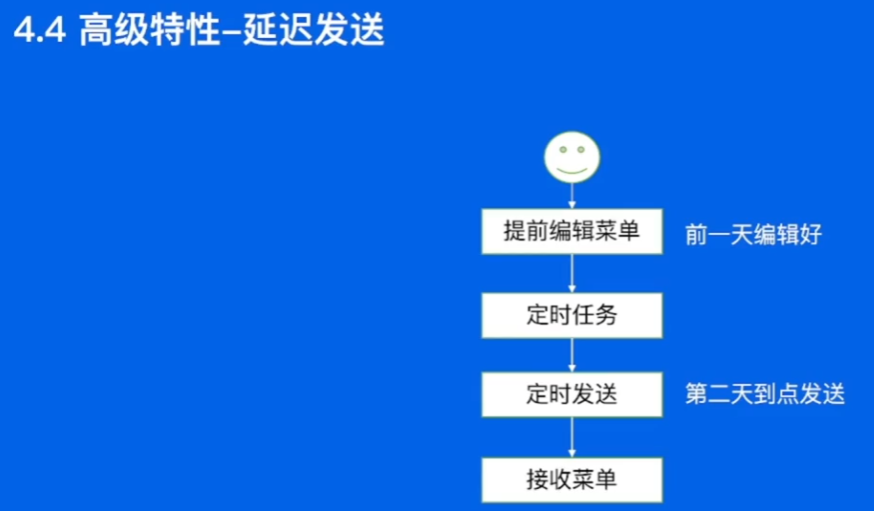 4.4 高级特性–延迟发送
提前编辑菜单
前一天编辑好
定时任务
定时发送
第二天到点发送
接收菜单